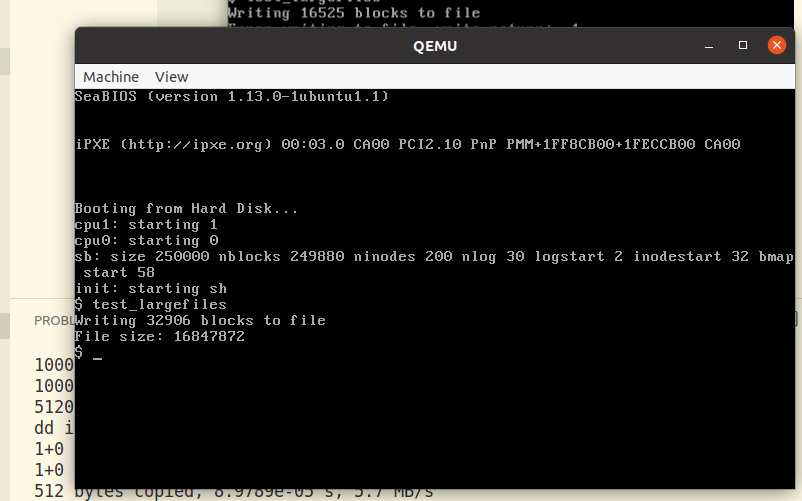 Writing 16525 blocks to file
QEMU
Machine View
SeaBIOS (version 1.13.0-1ubuntu1.1)
iPXE (http://ipxe.org) 00:03.0 CA00 PCI2.10 PnP PMM+1FF8CB00+1FECCB00 CA00
Booting from Hard Disk...
cpu1: starting 1
cpu0: starting 0
sb: size 250000 nblocks 249880 ninodes 200 nlog 30 logstart 2 inodestart 32 bmap
start 58
init: starting sh
$ test_largefiles
Writing 32906 blocks to file
File size: 16847872
$ _
PROBL
1000
1000
5120
dd i
1+0
1+0
512 bytes copied, 8.9789e-05 s, 5.7 MB/s